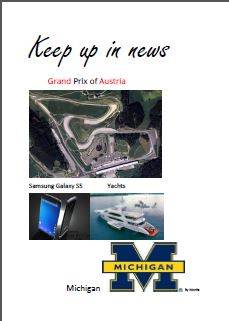 Keep up in news
Grand Prix of Austria
Samsung Galaxy S5 Yachts
MICHIGAN
Michigan